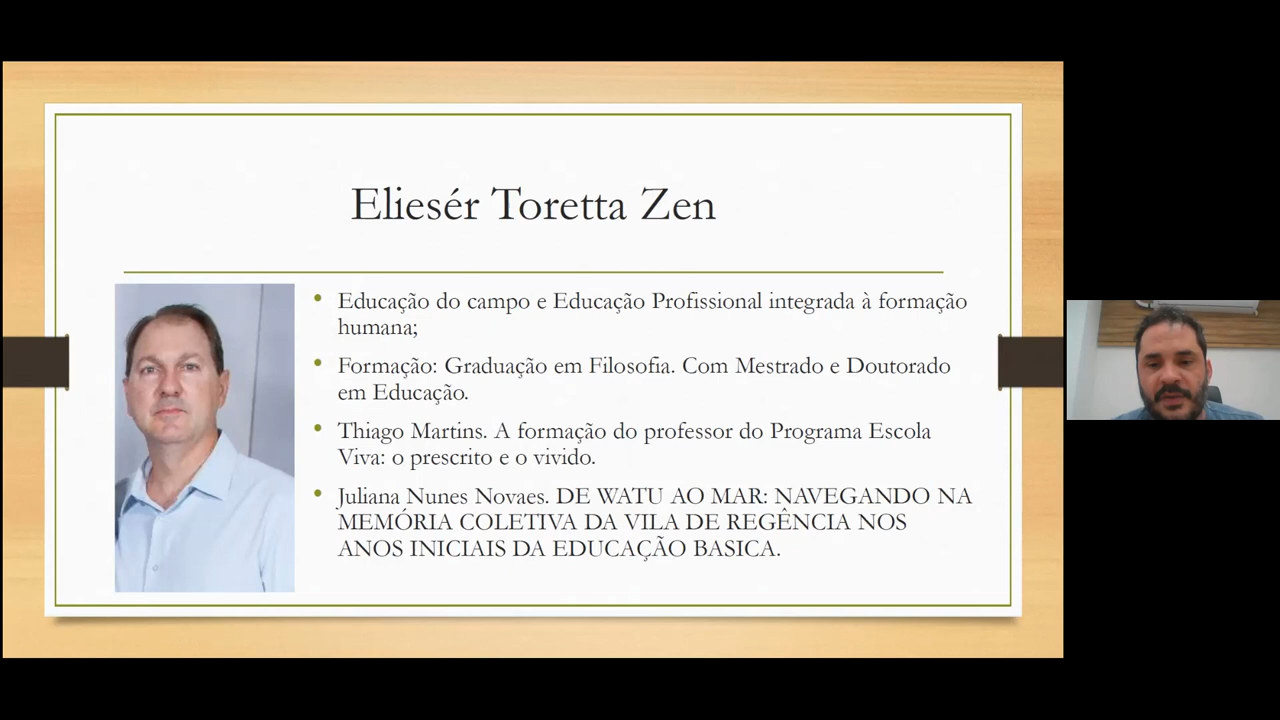 Eliesér Toretta Zen
• Educação do campo e Educação Profissional integrada à formação
humana;
• Formação: Graduação em Filosofia. Com Mestrado e Doutorado
em Educação.
• Thiago Martins. A formação do professor do Programa Escola
Viva: o prescrito e o vivido.
• Juliana Nunes Novaes. DE WATU AO MAR: NAVEGANDO NA
MEMÓRIA COLETIVA DA VILA DE REGÊNCIA NOS
ANOS INICIAIS DA EDUCAÇÃO BASICA.